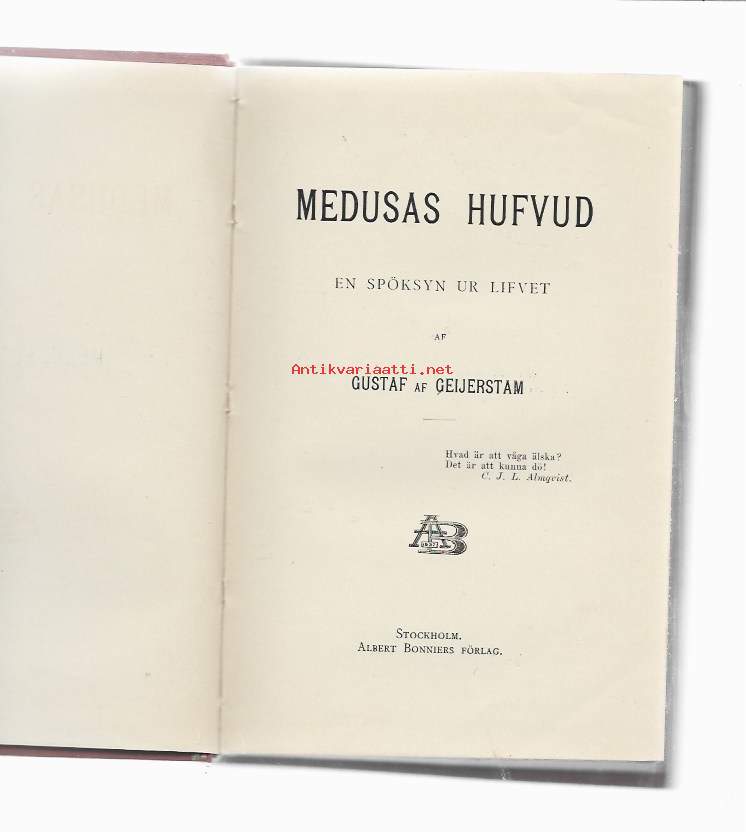 MEDUSAS HUFVUD
EN SPÖKSYN UR LIFVET
AF
Antikvariaatti.net
GUSTAF AF GEIJERSTAM
Hvad är att våga älska?
Det är att kunna dö!
C. J. L. Almqvist.
AB
STOCKHOLM.
ALBERT BONNIERS FÖRLAG.